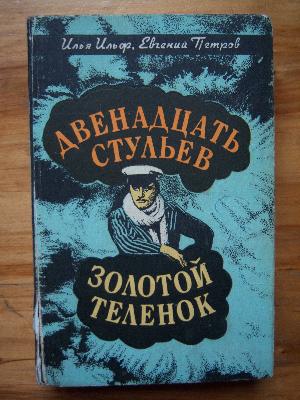 Илья Ильф, Евгений Петров
ДВЕНАДЦАТЬ
СТУЛЬЕВ
ЗОЛОТОЙ
ТЕЛЕНОК